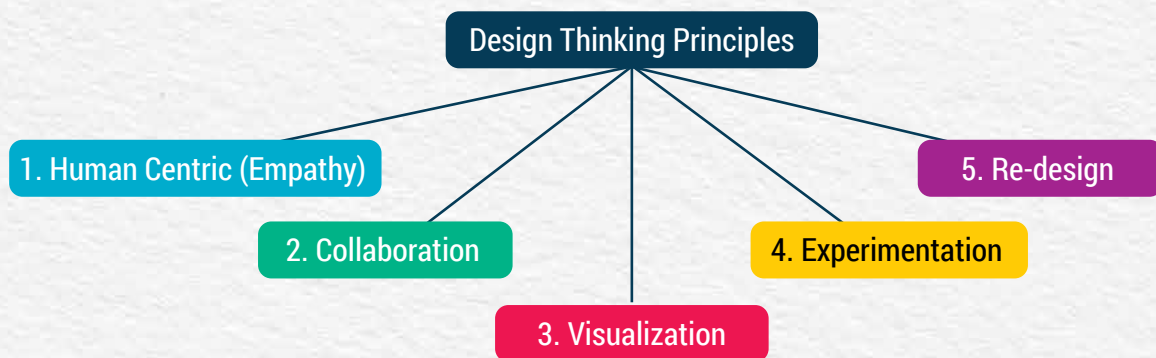 Design Thinking Principles
1. Human Centric (Empathy)
2. Collaboration
3. Visualization
4. Experimentation
5. Re-design